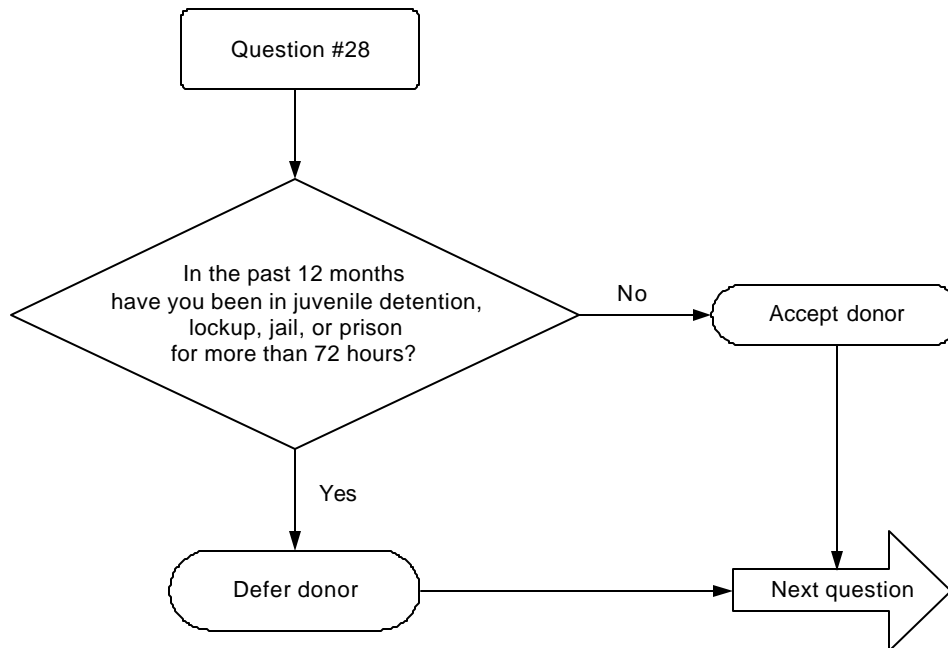 Question #28
In the past 12 months
have you been in juvenile detention,
lockup, jail, or prison
for more than 72 hours?
No
Accept donor
Yes
Defer donor
Next question